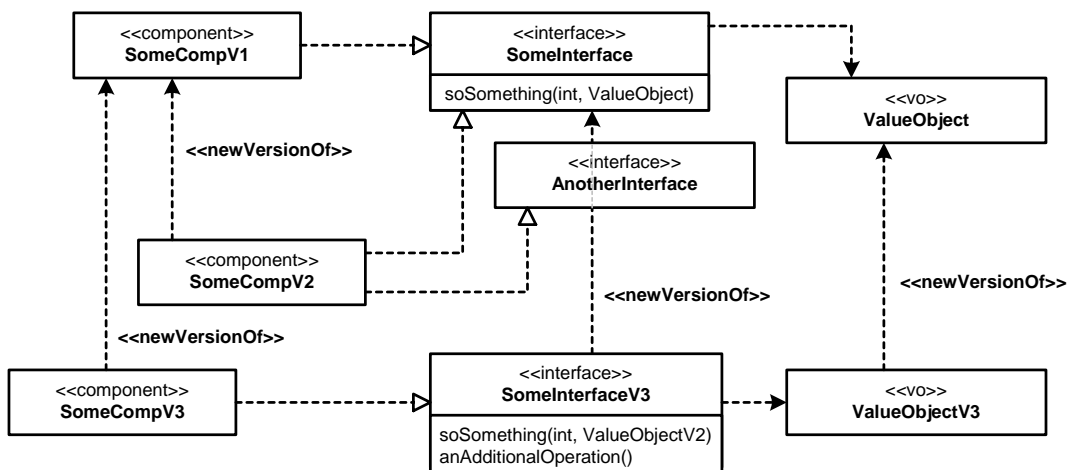 <<component>>
SomeCompV1
<<interface>>
SomeInterface
soSomething(int, ValueObject)
<<vo>>
ValueObject
<<newVersionOf>>
<<interface>>
AnotherInterface
<<component>>
SomeCompV2
<<newVersionOf>>
<<newVersionOf>>
<<newVersionOf>>
<<component>>
SomeCompV3
<<interface>>
SomeInterfaceV3
soSomething(int, ValueObjectV2)
anAdditionalOperation()
<<vo>>
ValueObjectV3